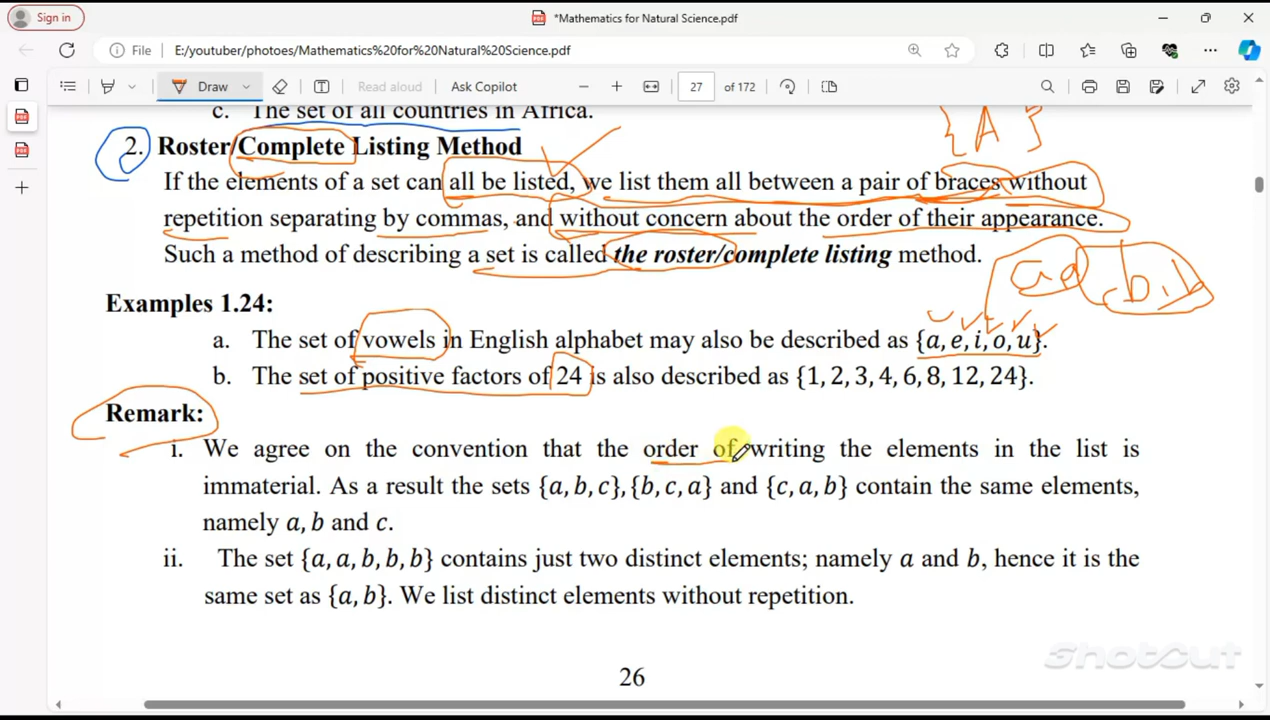 Sign in
*Mathematics for Natural Science.pdf
File
E:/youtuber/photoes/Mathematics%20for%20Natural%20Science.pdf
Draw
Read aloud
Ask Copilot
27 of 172
c. The set of all countries in Africa.
{A}
2. Roster/Complete Listing Method
If the elements of a set can all be listed, we list them all between a pair of braces without
repetition separating by commas, and without concern about the order of their appearance.
Such a method of describing a set is called the roster/complete listing method.
Examples 1.24:
a. The set of vowels in English alphabet may also be described as {a, e, i, o, u}.
b. The set of positive factors of 24 is also described as {1, 2, 3, 4, 6, 8, 12, 24}.
Remark:
i. We agree on the convention that the order of writing the elements in the list is
immaterial. As a result the sets {a, b, c}, {b, c, a} and {c, a, b} contain the same elements,
namely a, b and c.
ii. The set {a, a, b, b, b} contains just two distinct elements; namely a and b, hence it is the
same set as {a, b}. We list distinct elements without repetition.
26
Shotcut